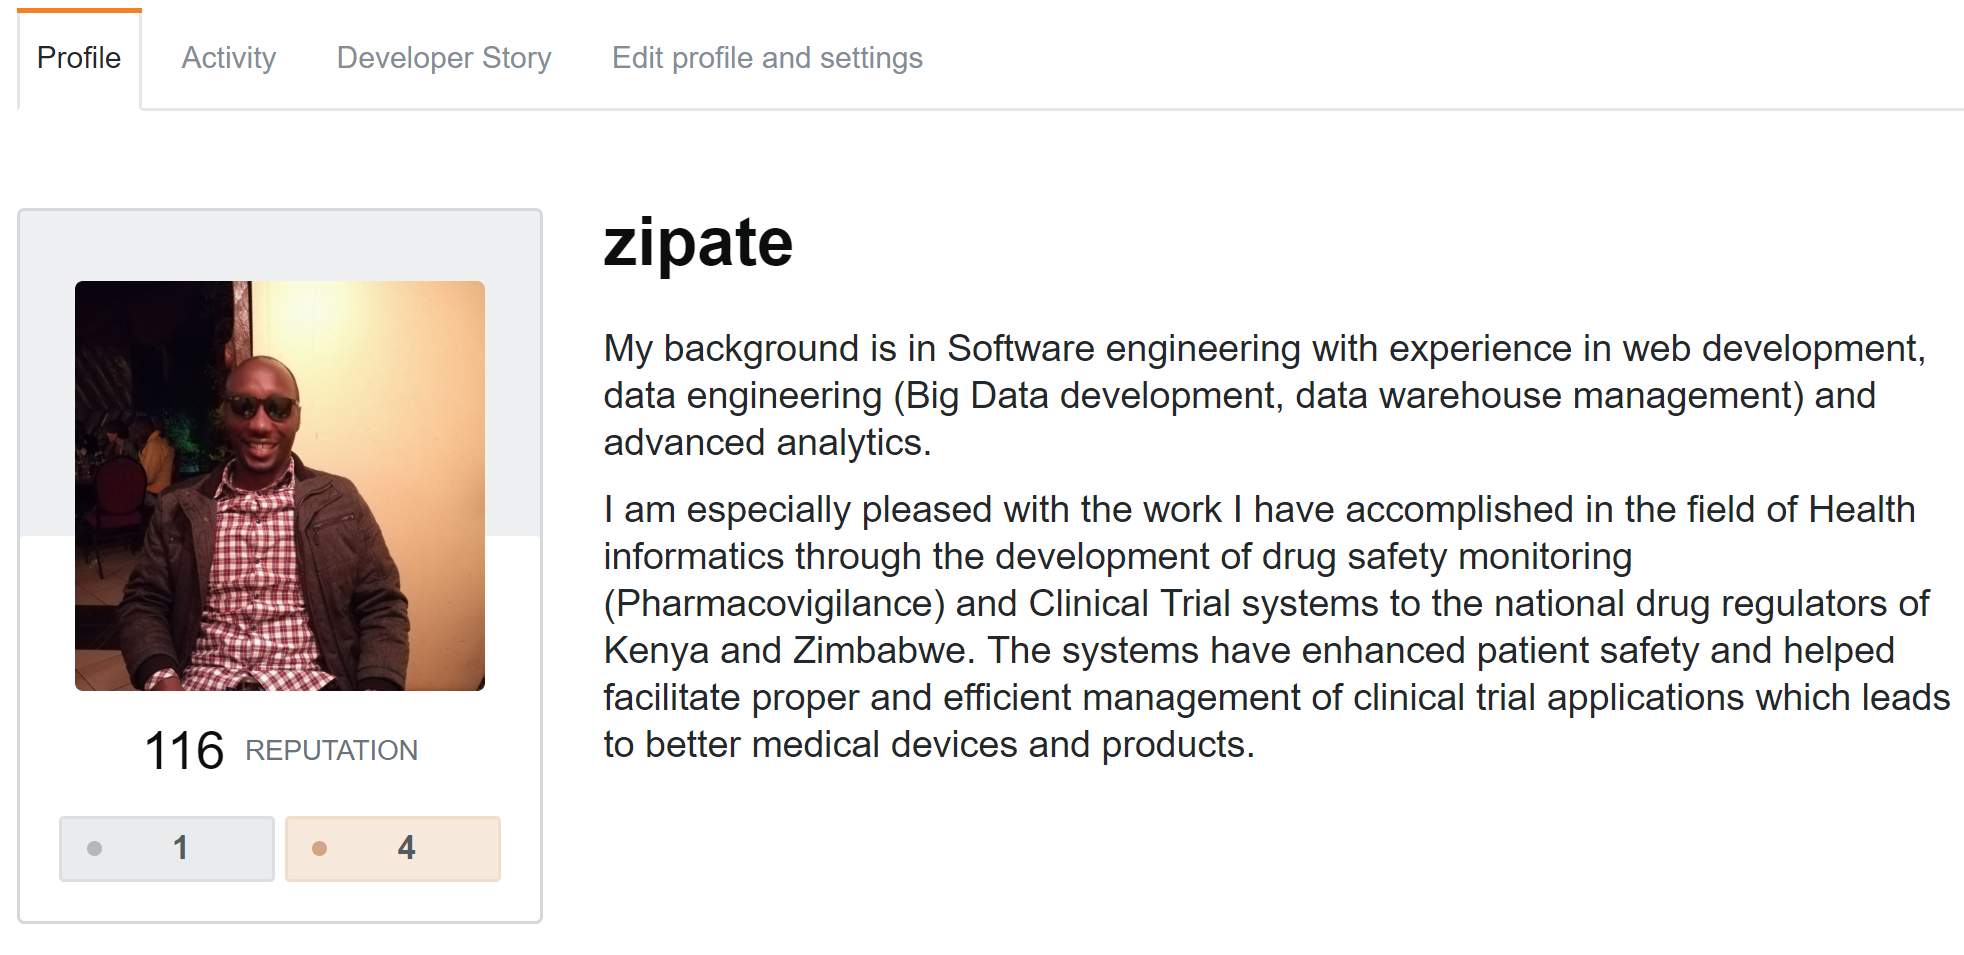 Profile Activity Developer Story Edit profile and settings
zipate
My background is in Software engineering with experience in web development,
data engineering (Big Data development, data warehouse management) and
advanced analytics.
I am especially pleased with the work I have accomplished in the field of Health
informatics through the development of drug safety monitoring
(Pharmacovigilance) and Clinical Trial systems to the national drug regulators of
Kenya and Zimbabwe. The systems have enhanced patient safety and helped
facilitate proper and efficient management of clinical trial applications which leads
to better medical devices and products.
116 REPUTATION
1 4